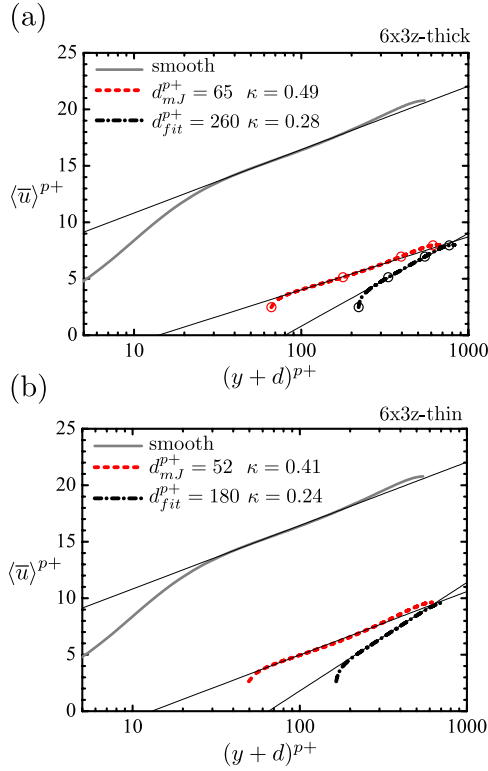 (a)
6x3z-thick
25
20
15
10
5
0
smooth
d_{mJ}^{p+} = 65 κ = 0.49
d_{fit}^{p+} = 260 κ = 0.28
⟨u̅⟩^{p+}
10 100 1000
(y + d)^{p+}
(b)
6x3z-thin
25
20
15
10
5
0
smooth
d_{mJ}^{p+} = 52 κ = 0.41
d_{fit}^{p+} = 180 κ = 0.24
⟨u̅⟩^{p+}
10 100 1000
(y + d)^{p+}